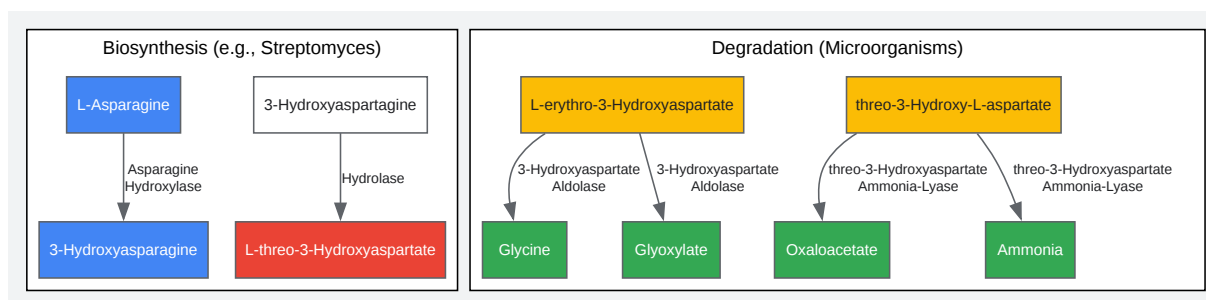 Biosynthesis (e.g., Streptomyces)
Degradation (Microorganisms)
L-Asparagine
3-Hydroxyaspartagine
L-erythro-3-Hydroxyaspartate
threo-3-Hydroxy-L-aspartate
Asparagine
Hydroxylase
Hydrolase
3-Hydroxyaspartate
Aldolase
3-Hydroxyaspartate
Aldolase
threo-3-Hydroxyaspartate
Ammonia-Lyase
threo-3-Hydroxyaspartate
Ammonia-Lyase
3-Hydroxyasparagine
L-threo-3-Hydroxyaspartate
Glycine
Glyoxylate
Oxaloacetate
Ammonia